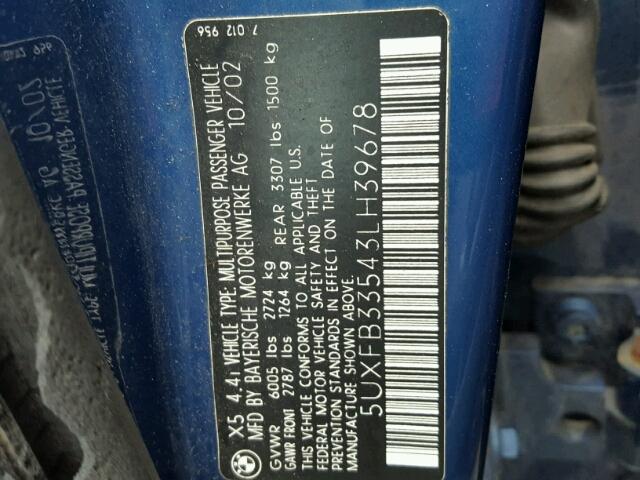 7 012 956
X5 4.4i VEHICLE TYPE: MULTIPURPOSE PASSENGER VEHICLE
MFD BY BAYERISCHE MOTORENWERKE AG 10/02
GVWR 6005 lbs 2724 kg
GAWR FRONT 2787 lbs 1264 kg REAR 3307 lbs 1500 kg
THIS VEHICLE CONFORMS TO ALL APPLICABLE U.S.
FEDERAL MOTOR VEHICLE SAFETY AND THEFT
PREVENTION STANDARDS IN EFFECT ON THE DATE OF
MANUFACTURE SHOWN ABOVE.
5UXFB33543LH39678